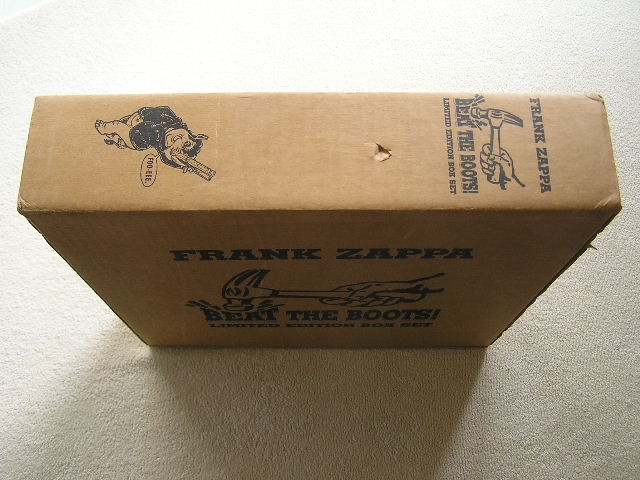 POO-EEE.
FRANK ZAPPA
BEAT THE BOOTS!
LIMITED EDITION BOX SET
FRANK ZAPPA
BEAT THE BOOTS!
LIMITED EDITION BOX SET